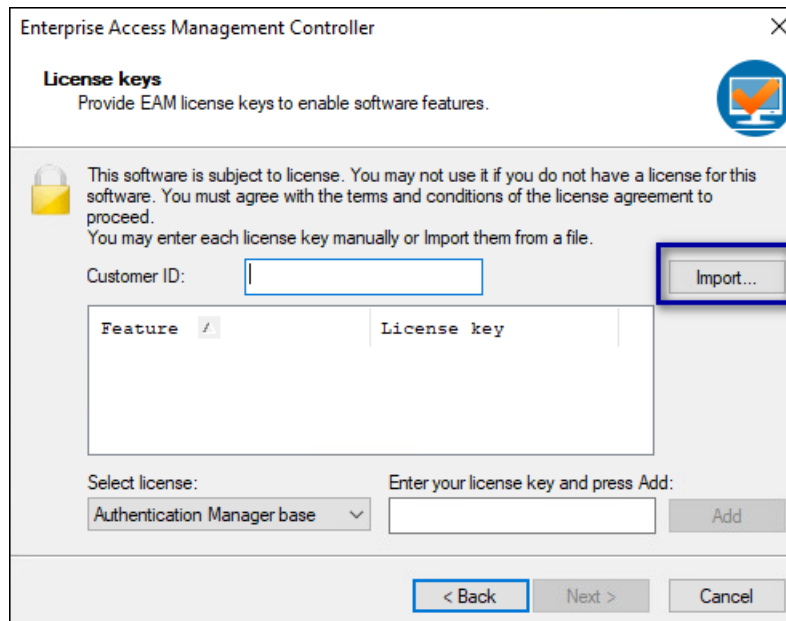 Enterprise Access Management Controller
License keys
Provide EAM license keys to enable software features.
This software is subject to license. You may not use it if you do not have a license for this
software. You must agree with the terms and conditions of the license agreement to
proceed.
You may enter each license key manually or Import them from a file.
Customer ID:
Import...
Feature License key
Select license:
Enter your license key and press Add:
Authentication Manager base
Add
< Back
Next >
Cancel